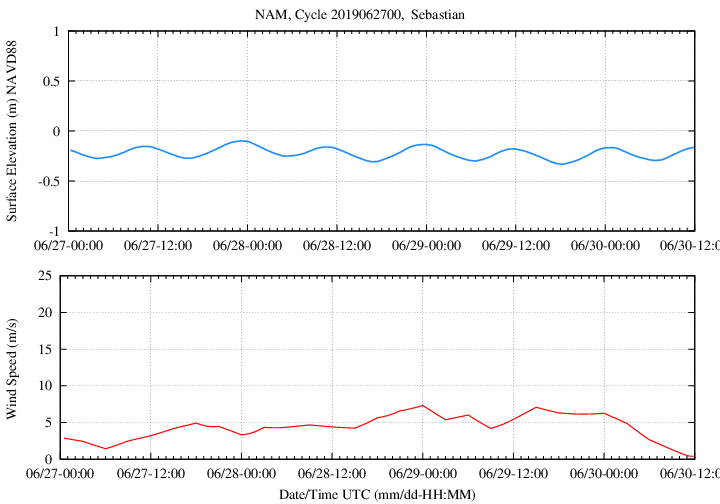 NAM, Cycle 2019062700,  Sebastian
Surface Elevation (m) NAVD88
1
0.5
0
-0.5
-1
06/27-00:00 06/27-12:00 06/28-00:00 06/28-12:00 06/29-00:00 06/29-12:00 06/30-00:00 06/30-12:0
Wind Speed (m/s)
25
20
15
10
5
0
06/27-00:00 06/27-12:00 06/28-00:00 06/28-12:00 06/29-00:00 06/29-12:00 06/30-00:00 06/30-12:0
Date/Time UTC (mm/dd-HH:MM)